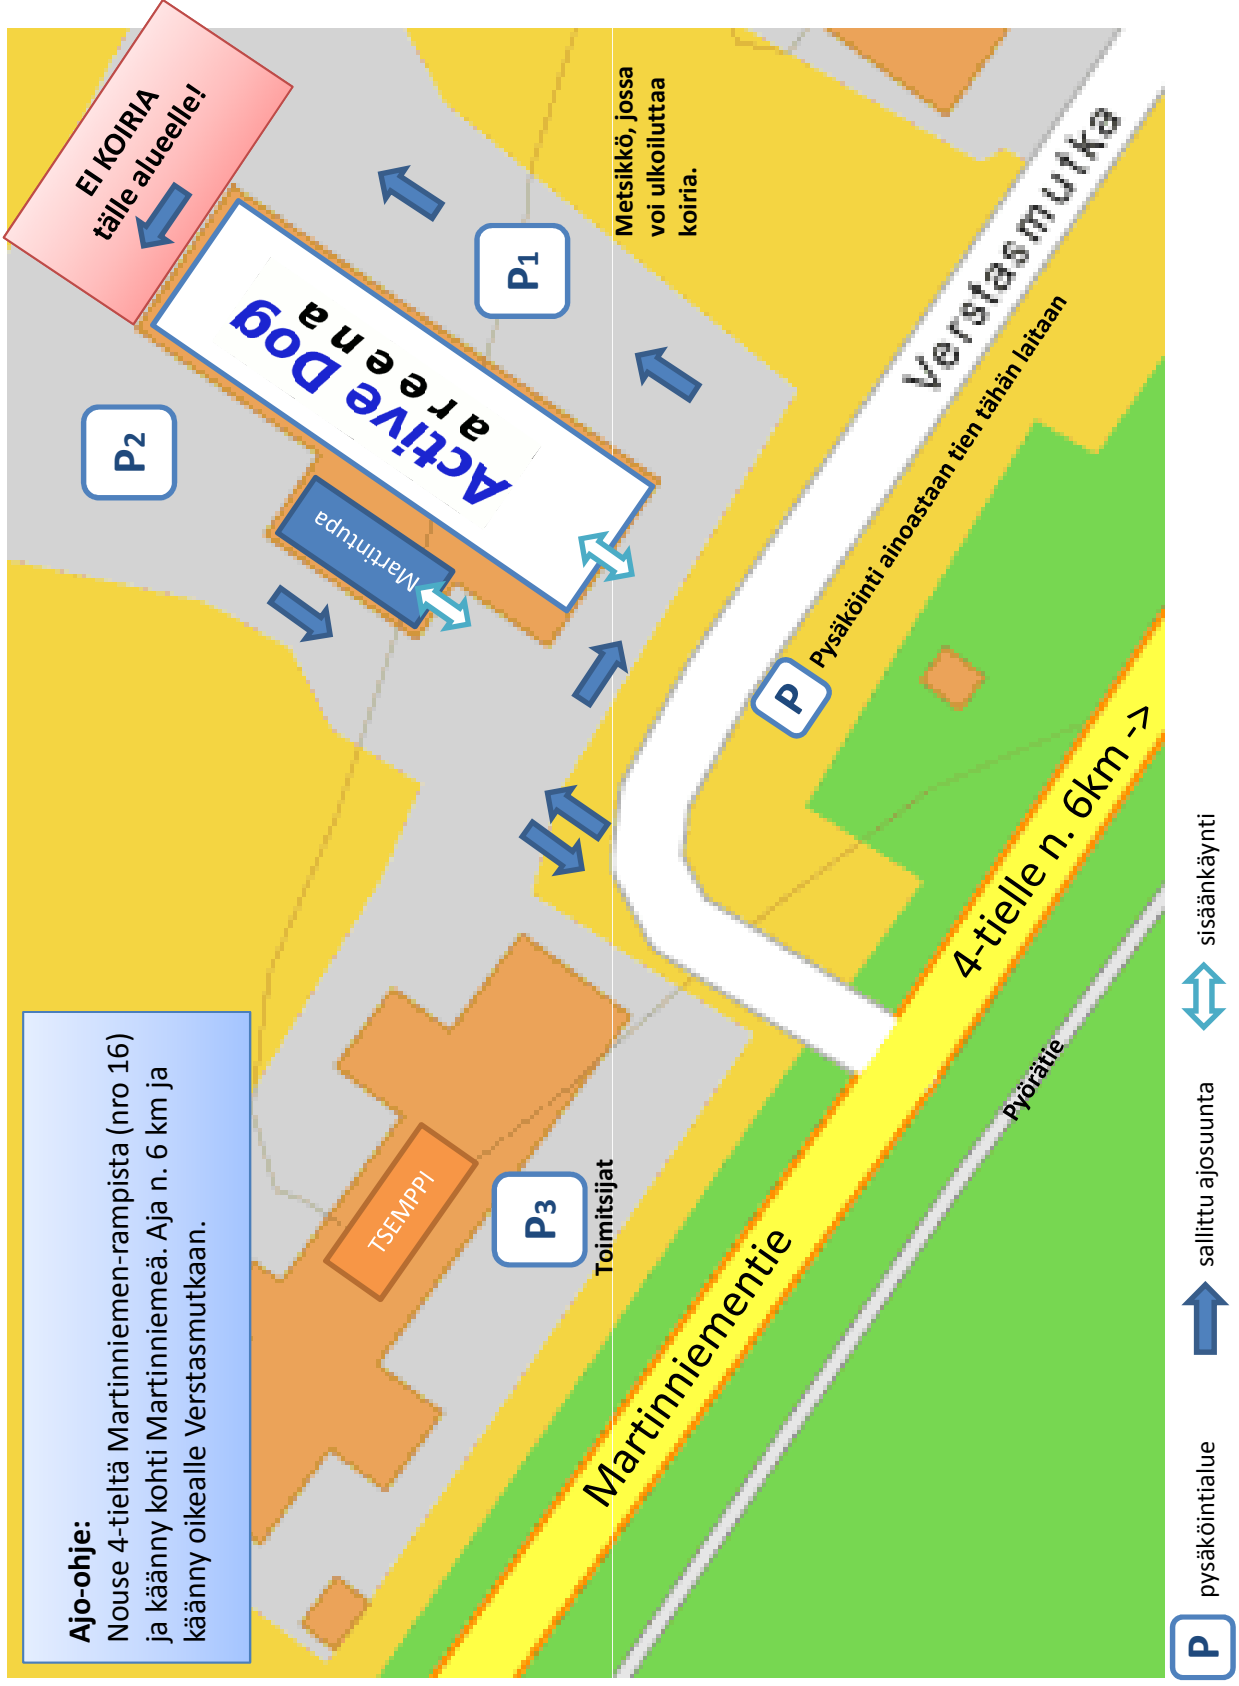 Ajo-ohje:
Nouse 4-tieltä Martinniemen-rampista (nro 16)
ja käänny kohti Martinniemeä. Aja n. 6 km ja
käänny oikealle Verstasmutkaan.
EI KOIRIA
tälle alueelle!
P2
Martintupa
Active Dog
areena
P1
Metsikkö, jossa
voi ulkoiluttaa
koiria.
TSEMPPI
P3
Toimitsijat
Verstasmutka
P
Pysäköinti ainoastaan tien tähän laitaan
Martinniementie
4-tielle n. 6km ->
Pyörätie
P
pysäköintialue
sallittu ajosuunta
sisäänkäynti